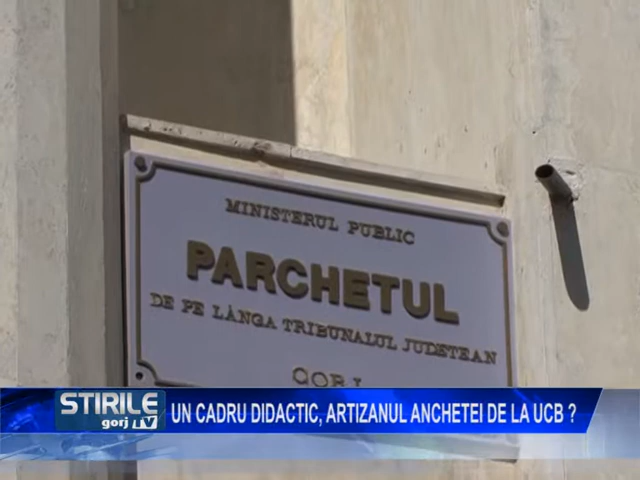 MINISTERUL PUBLIC
PARCHETUL
DE PE LÂNGA TRIBUNALUL JUDETEAN
GORJ
STIRILE
gorj TV
UN CADRU DIDACTIC, ARTIZANUL ANCHETEI DE LA UCB ?